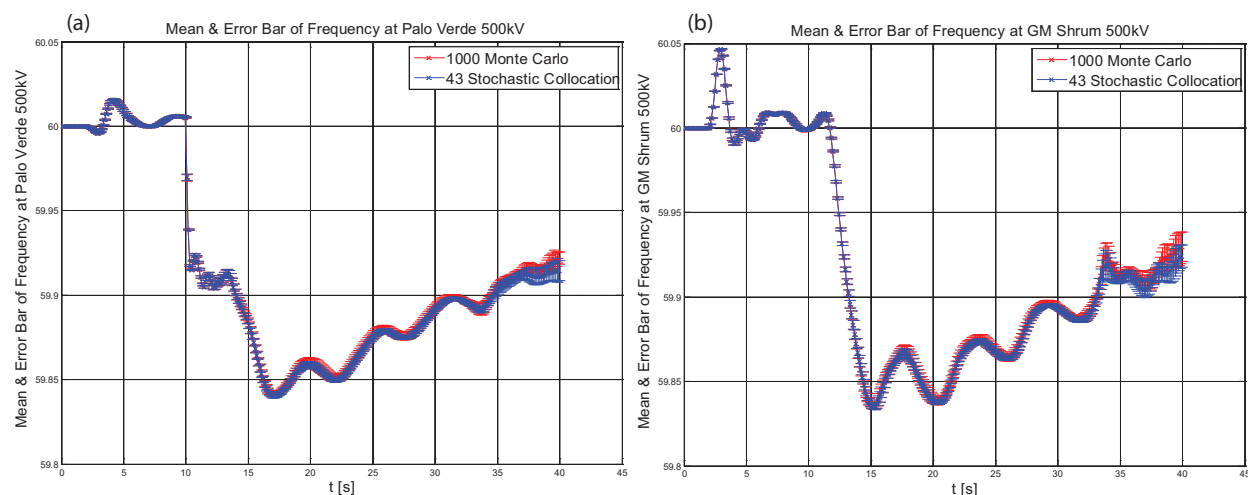 (a)
Mean & Error Bar of Frequency at Palo Verde 500kV
60.05
60
59.95
59.9
59.85
59.8
Mean & Error Bar of Frequency at Palo Verde 500kV
1000 Monte Carlo
43 Stochastic Collocation
0 5 10 15 20 25 30 35 40 45
t [s]
(b)
Mean & Error Bar of Frequency at GM Shrum 500kV
60.05
60
59.95
59.9
59.85
59.8
Mean & Error Bar of Frequency at GM Shrum 500kV
1000 Monte Carlo
43 Stochastic Collocation
0 5 10 15 20 25 30 35 40 45
t [s]